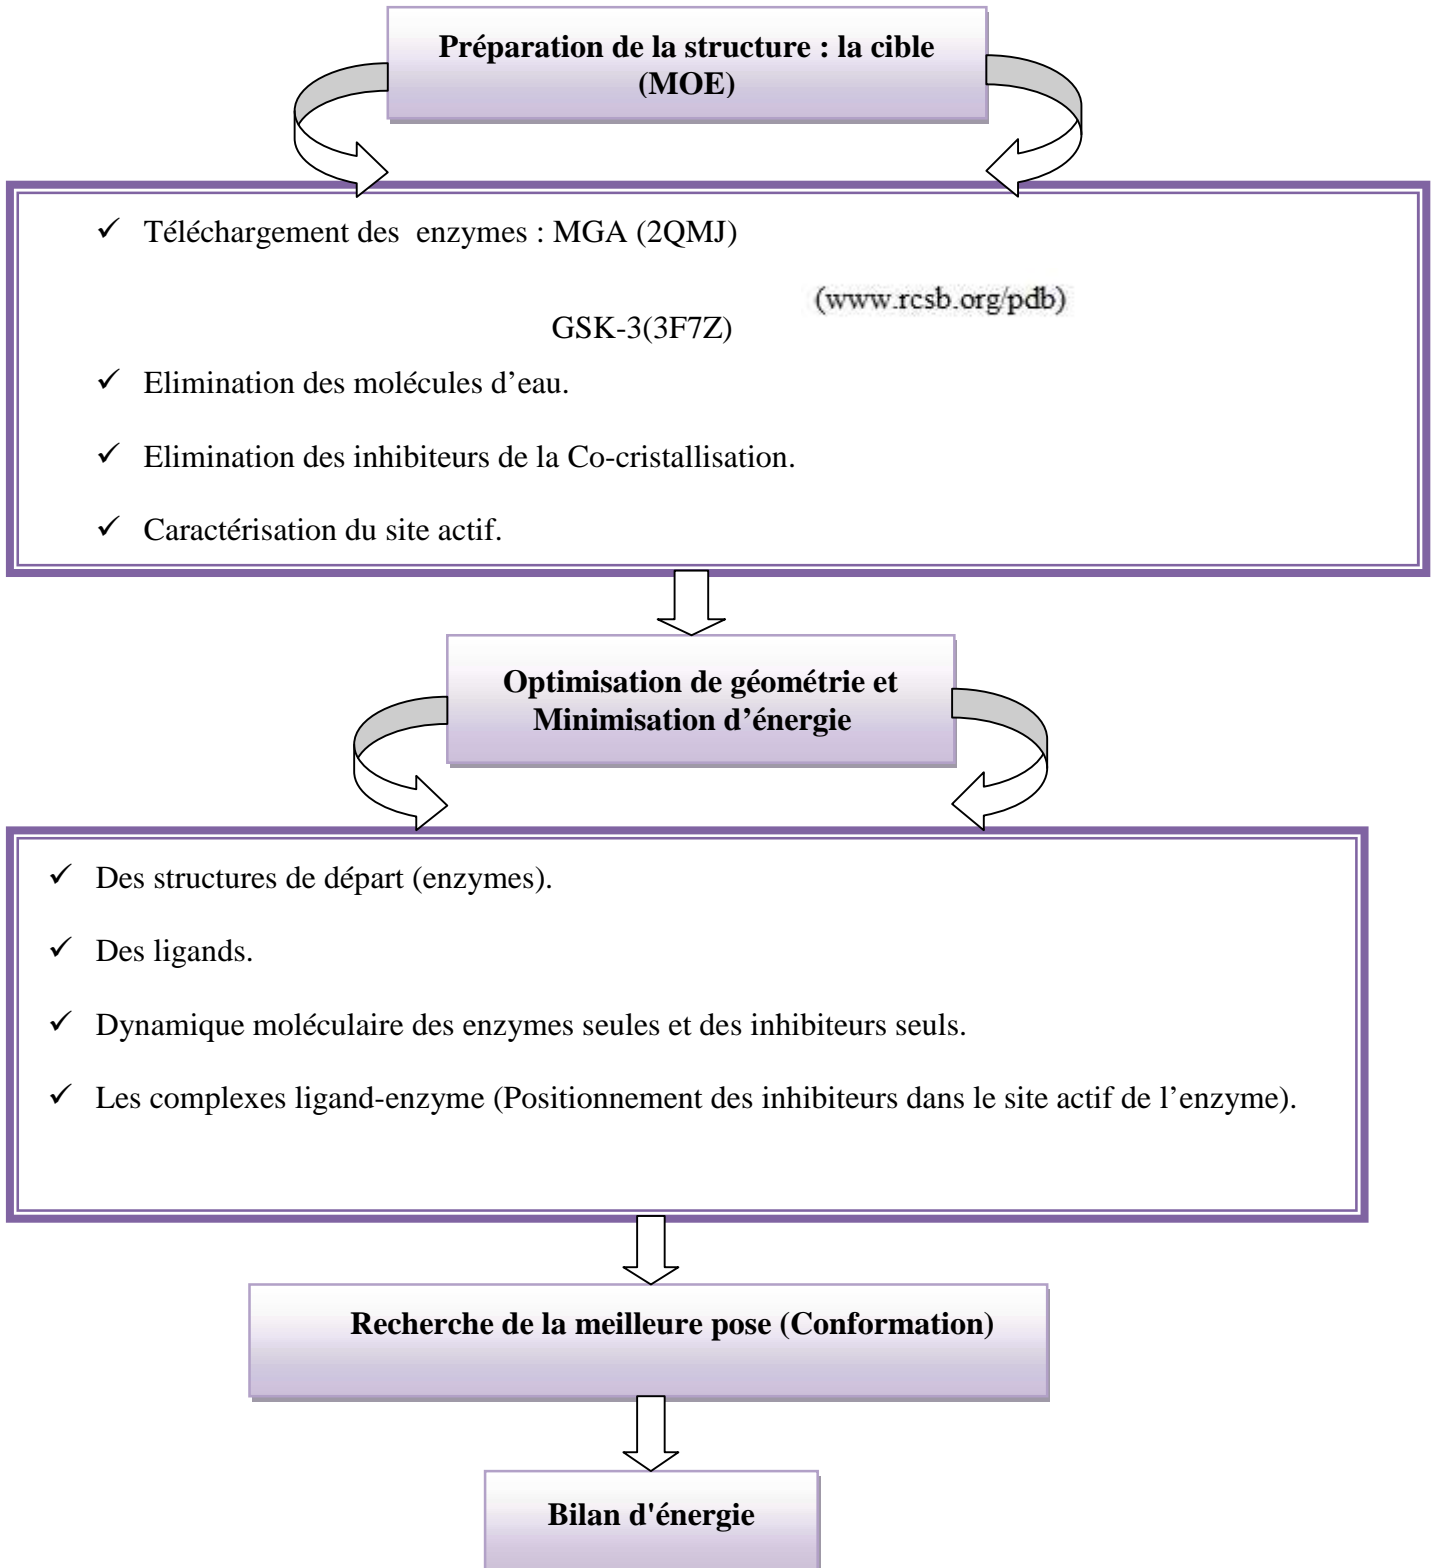 Préparation de la structure : la cible
(MOE)
✓ Téléchargement des enzymes : MGA (2QMJ)
(www.rcsb.org/pdb)
GSK-3(3F7Z)
✓ Elimination des molécules d’eau.
✓ Elimination des inhibiteurs de la Co-cristallisation.
✓ Caractérisation du site actif.
Optimisation de géométrie et
Minimisation d’énergie
✓ Des structures de départ (enzymes).
✓ Des ligands.
✓ Dynamique moléculaire des enzymes seules et des inhibiteurs seuls.
✓ Les complexes ligand-enzyme (Positionnement des inhibiteurs dans le site actif de l’enzyme).
Recherche de la meilleure pose (Conformation)
Bilan d'énergie